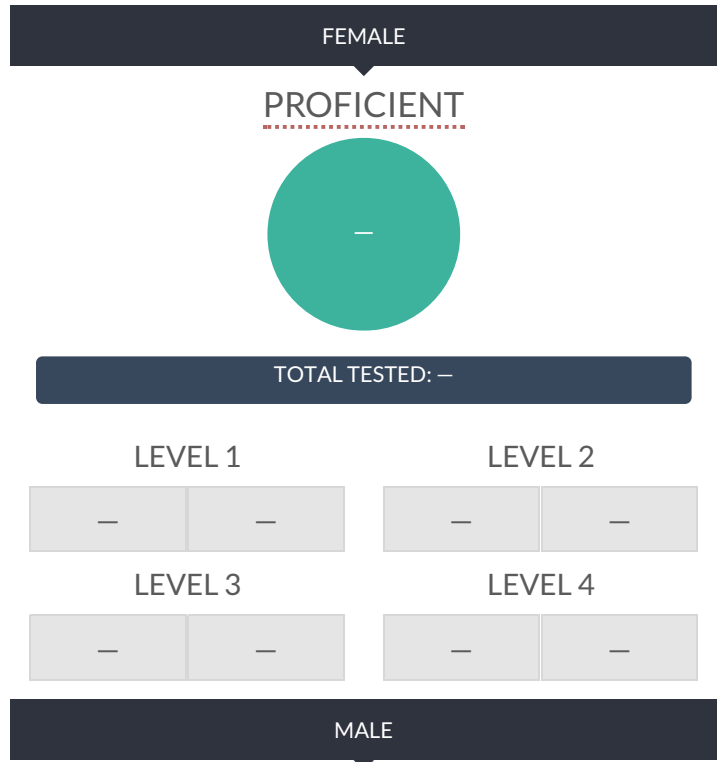 FEMALE
PROFICIENT
—
TOTAL TESTED: —
LEVEL 1 LEVEL 2
— — — —
LEVEL 3 LEVEL 4
— — — —
MALE